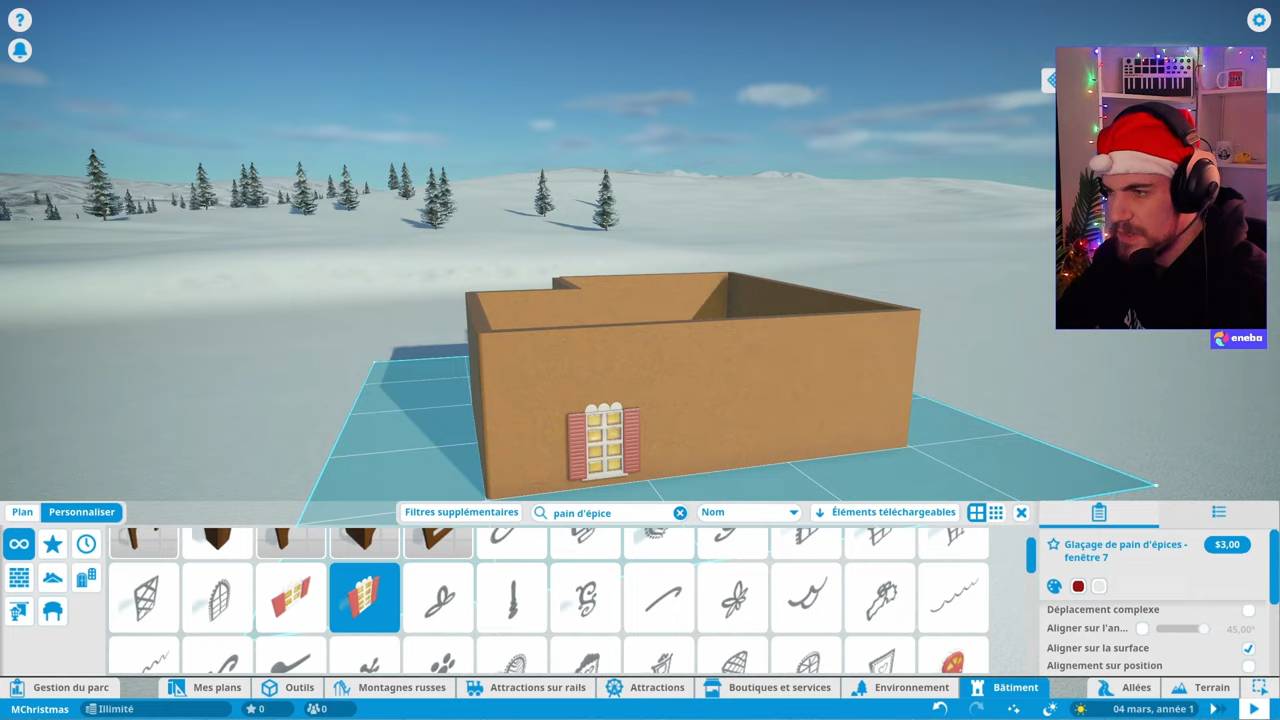 ?
eneba
Plan
Personnaliser
Filtres supplémentaires
pain d'épice
Nom
Éléments téléchargeables
Glaçage de pain d'épices -
fenêtre 7
$3,00
Déplacement complexe
Aligner sur l'an...
45,00°
Aligner sur la surface
Alignement sur position
Gestion du parc
Mes plans
Outils
Montagnes russes
Attractions sur rails
Attractions
Boutiques et services
Environnement
Bâtiment
Allées
Terrain
MChristmas
Illimité
0
0
04 mars, année 1